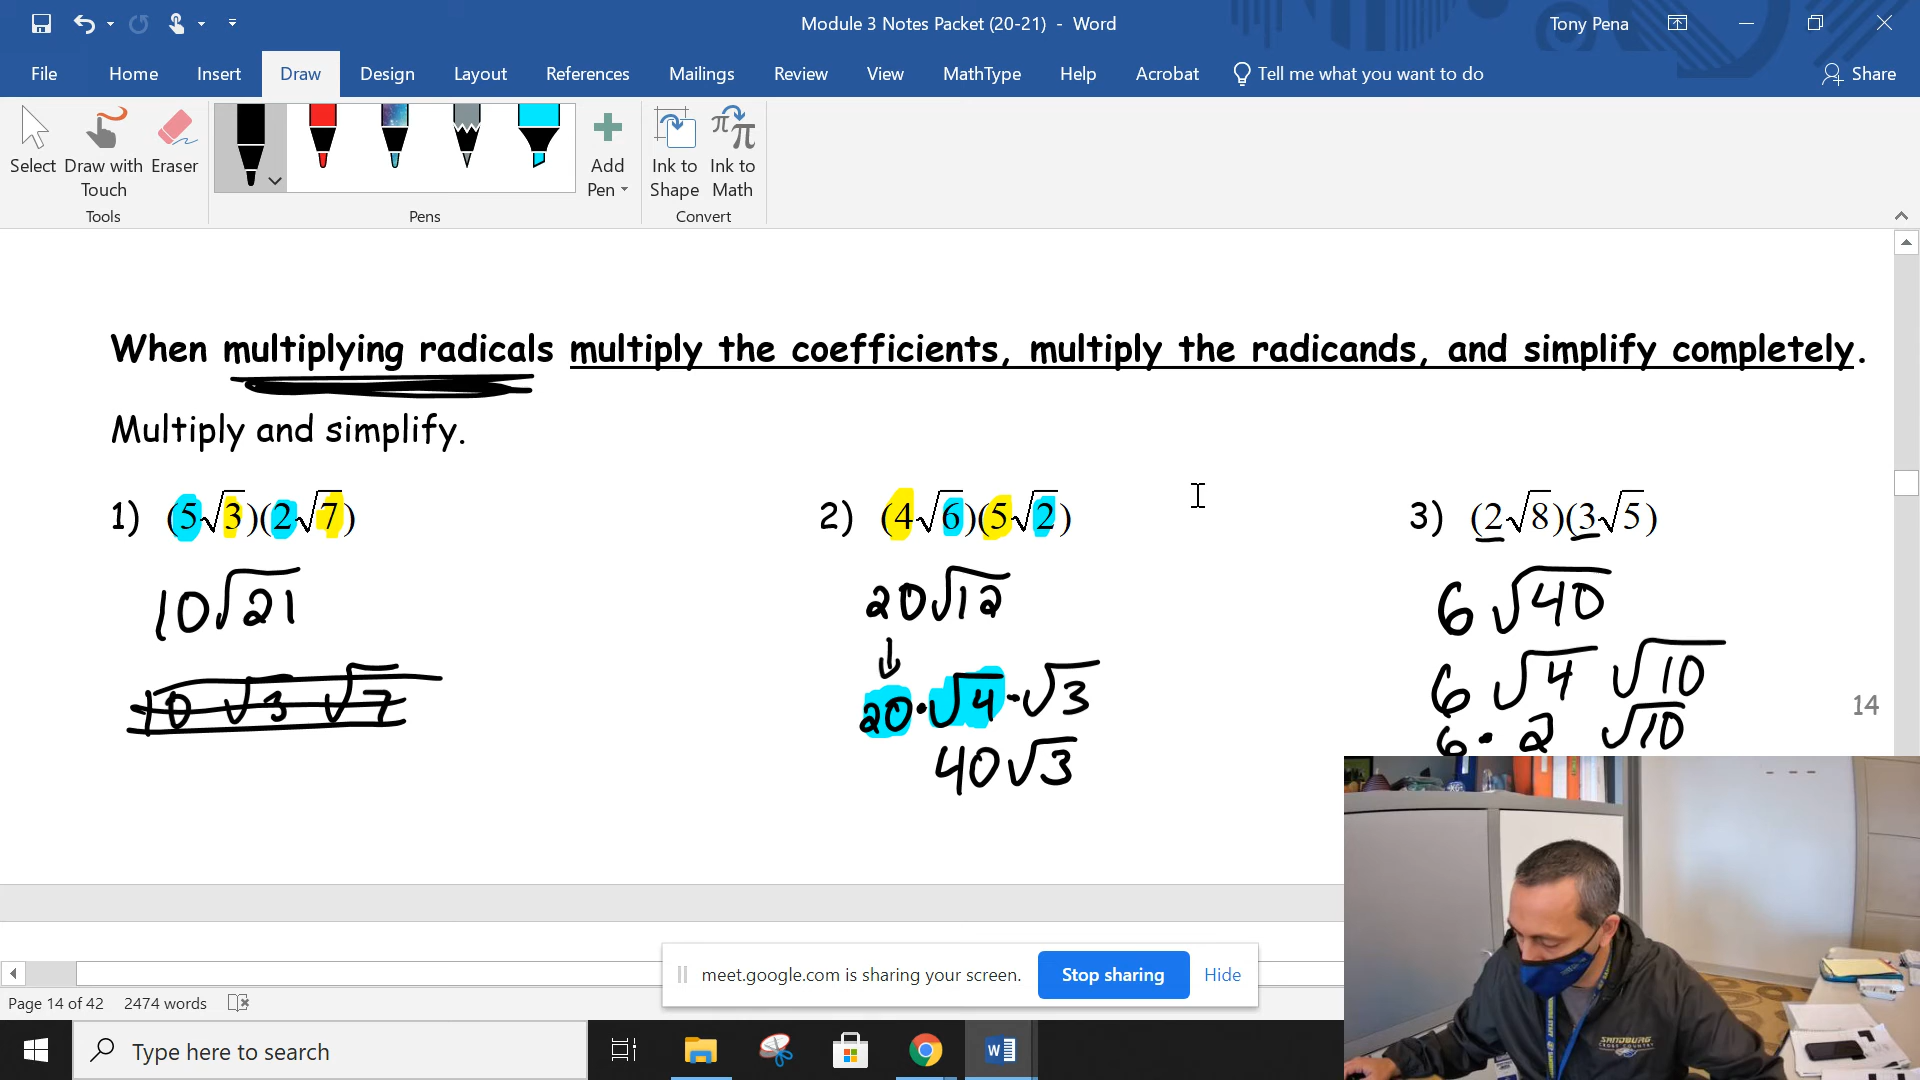 Module 3 Notes Packet (20-21) - Word
Tony Pena
File Home Insert Draw Design Layout References Mailings Review View MathType Help Acrobat Tell me what you want to do Share
Select Draw with Touch Eraser
Add Pen
Ink to Shape Ink to Math
Tools Pens Convert
When multiplying radicals multiply the coefficients, multiply the radicands, and simplify completely.
Multiply and simplify.
1) (5√3)(2√7)
10√21
10 √3 √7
2) (4√6)(5√2)
20√12
20 · √4 · √3
40√3
3) (2√8)(3√5)
6 √40
6 √4 √10
6 · 2 √10
14
SANDBURG
CROSS COUNTRY
meet.google.com is sharing your screen. Stop sharing Hide
Page 14 of 42 2474 words
Type here to search